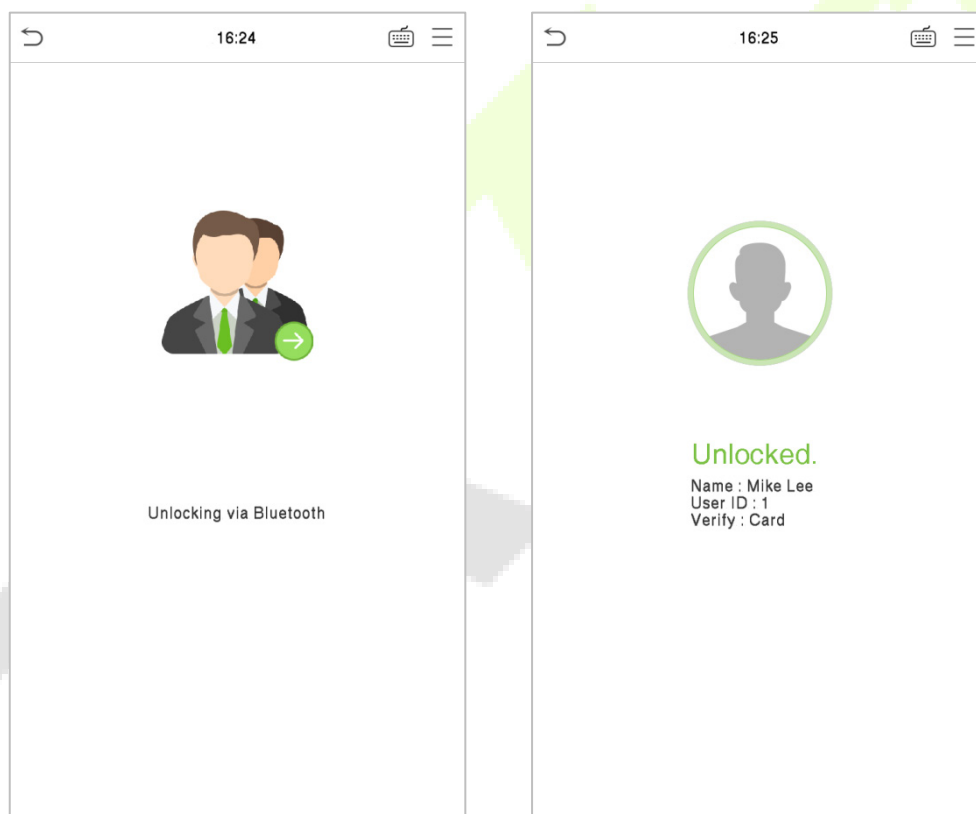 16:24
Unlocking via Bluetooth
16:25
Unlocked.
Name : Mike Lee
User ID : 1
Verify : Card